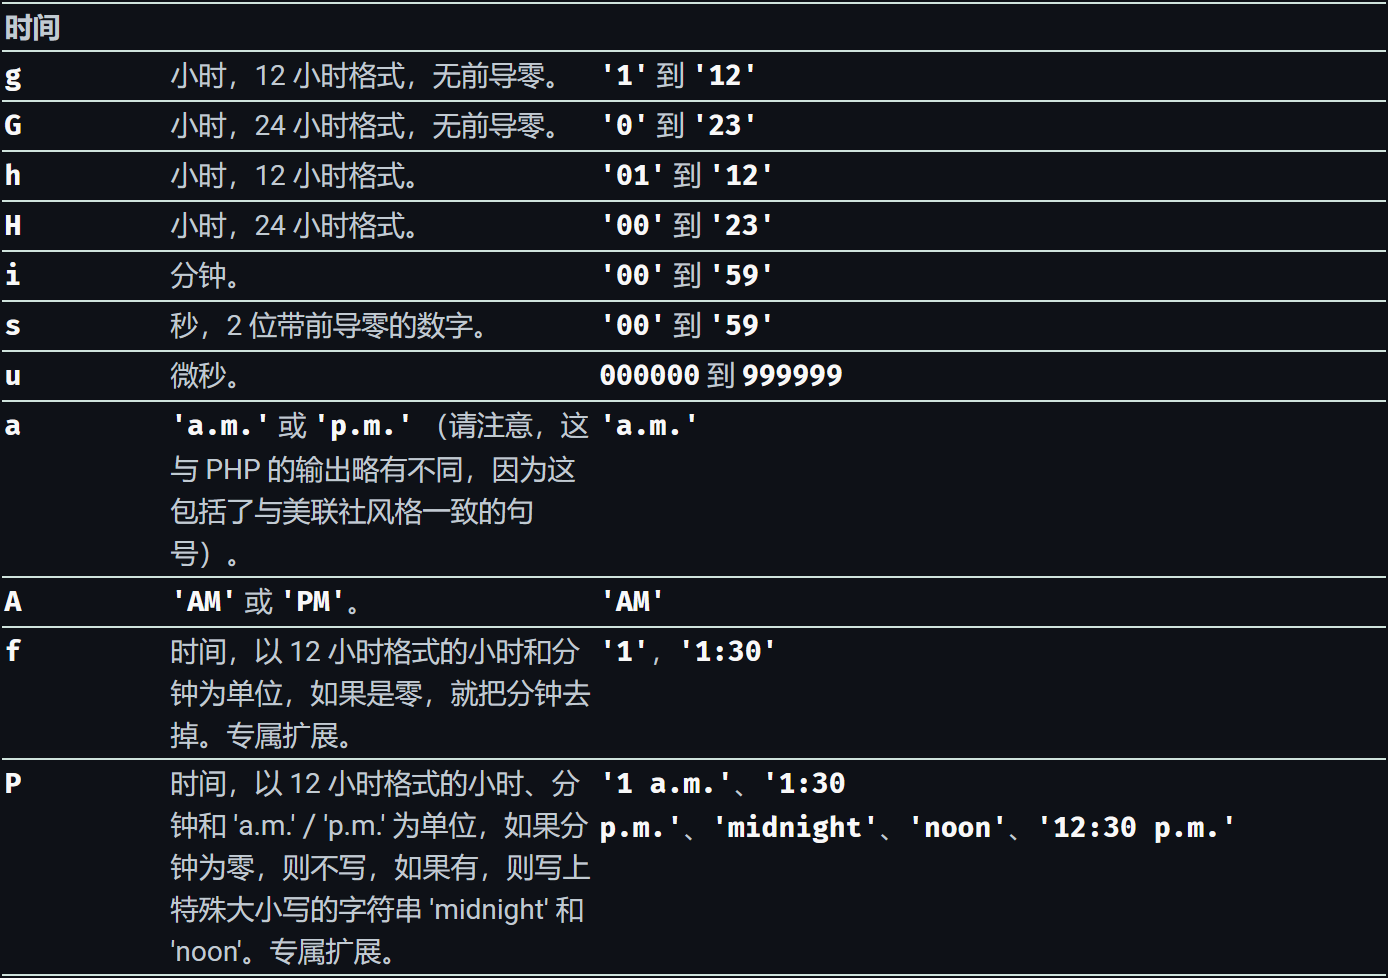 时间
g 小时，12 小时格式，无前导零。 '1' 到 '12'
G 小时，24 小时格式，无前导零。 '0' 到 '23'
h 小时，12 小时格式。 '01' 到 '12'
H 小时，24 小时格式。 '00' 到 '23'
i 分钟。 '00' 到 '59'
s 秒，2 位带前导零的数字。 '00' 到 '59'
u 微秒。 000000 到 999999
a 'a.m.' 或 'p.m.' （请注意，这 'a.m.'
与 PHP 的输出略有不同，因为这
包括了与美联社风格一致的句
号）。
A 'AM' 或 'PM'。 'AM'
f 时间，以 12 小时格式的小时和分 '1'，'1:30'
钟为单位，如果是零，就把分钟去
掉。专属扩展。
P 时间，以 12 小时格式的小时、分 '1 a.m.'、'1:30
钟和 'a.m.' / 'p.m.' 为单位，如果分 p.m.'、'midnight'、'noon'、'12:30 p.m.'
钟为零，则不写，如果有，则写上
特殊大小写的字符串 'midnight' 和
'noon'。专属扩展。